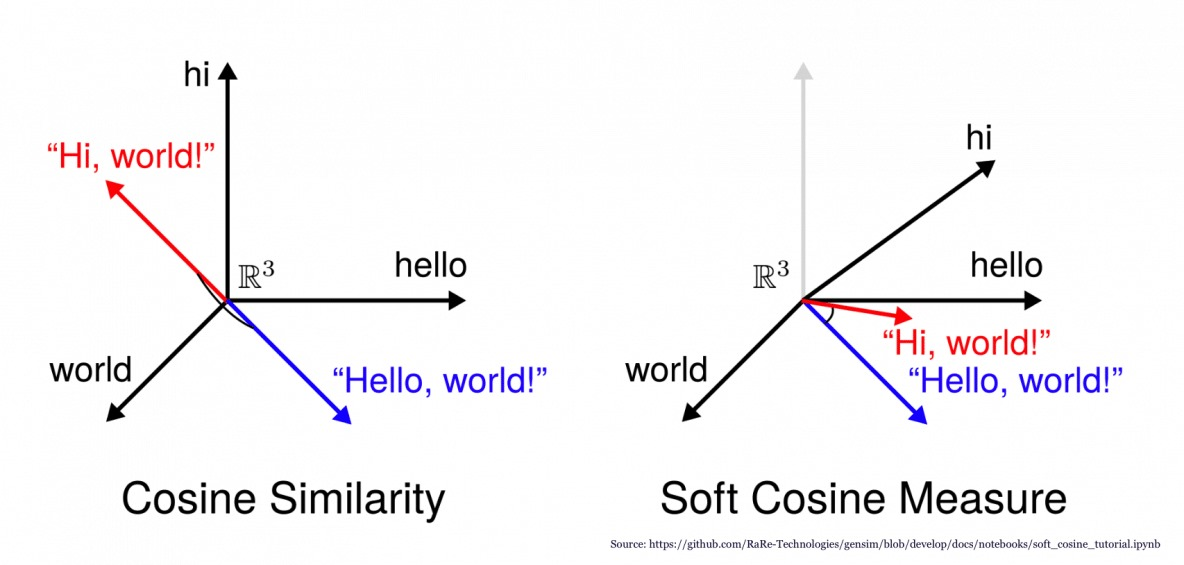 hi
“Hi, world!”
ℝ³
hello
world
“Hello, world!”
Cosine Similarity
hi
ℝ³
hello
“Hi, world!”
world
“Hello, world!”
Soft Cosine Measure
Source: https://github.com/RaRe-Technologies/gensim/blob/develop/docs/notebooks/soft_cosine_tutorial.ipynb